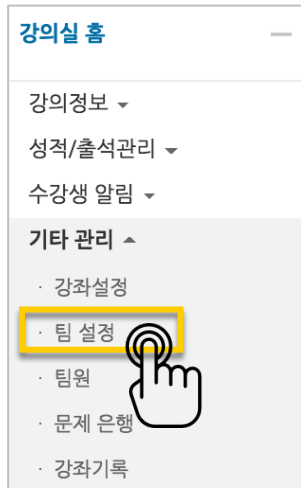 강의실 홈
강의정보
성적/출석관리
수강생 알림
기타 관리
· 강좌설정
· 팀 설정
· 팀원
· 문제 은행
· 강좌기록